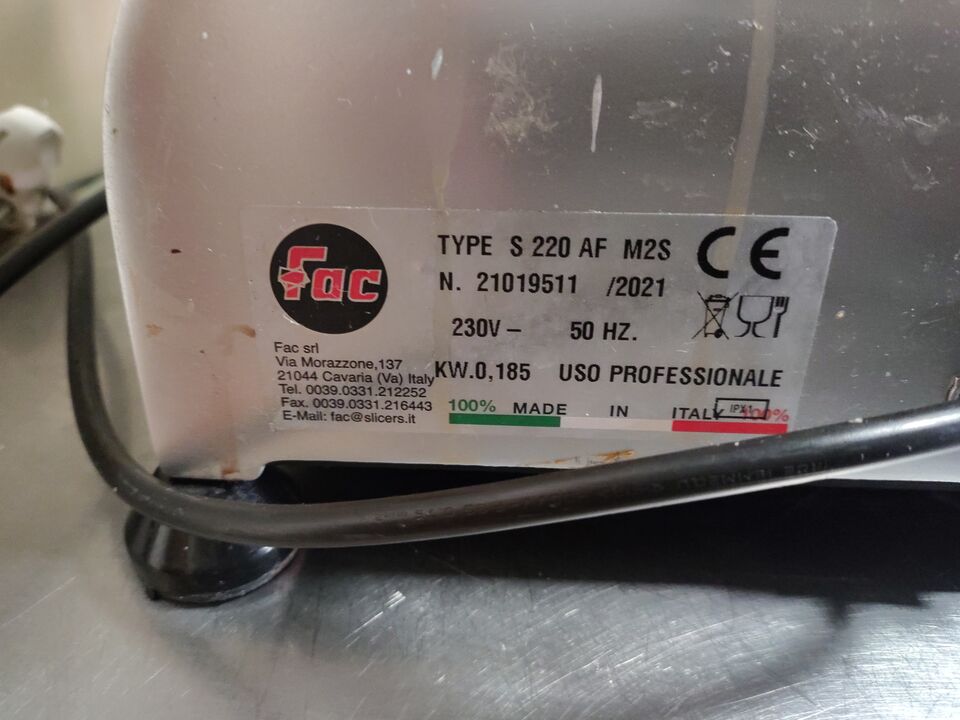 Fac
TYPE S 220 AF M2S CE
N. 21019511 /2021
230V – 50 HZ.
KW.0,185 USO PROFESSIONALE
Fac srl
Via Morazzone,137
21044 Cavaria (Va) Italy
Tel. 0039.0331.212252
Fax. 0039.0331.216443
E-Mail: fac@slicers.it
100% MADE IN ITALY 100%